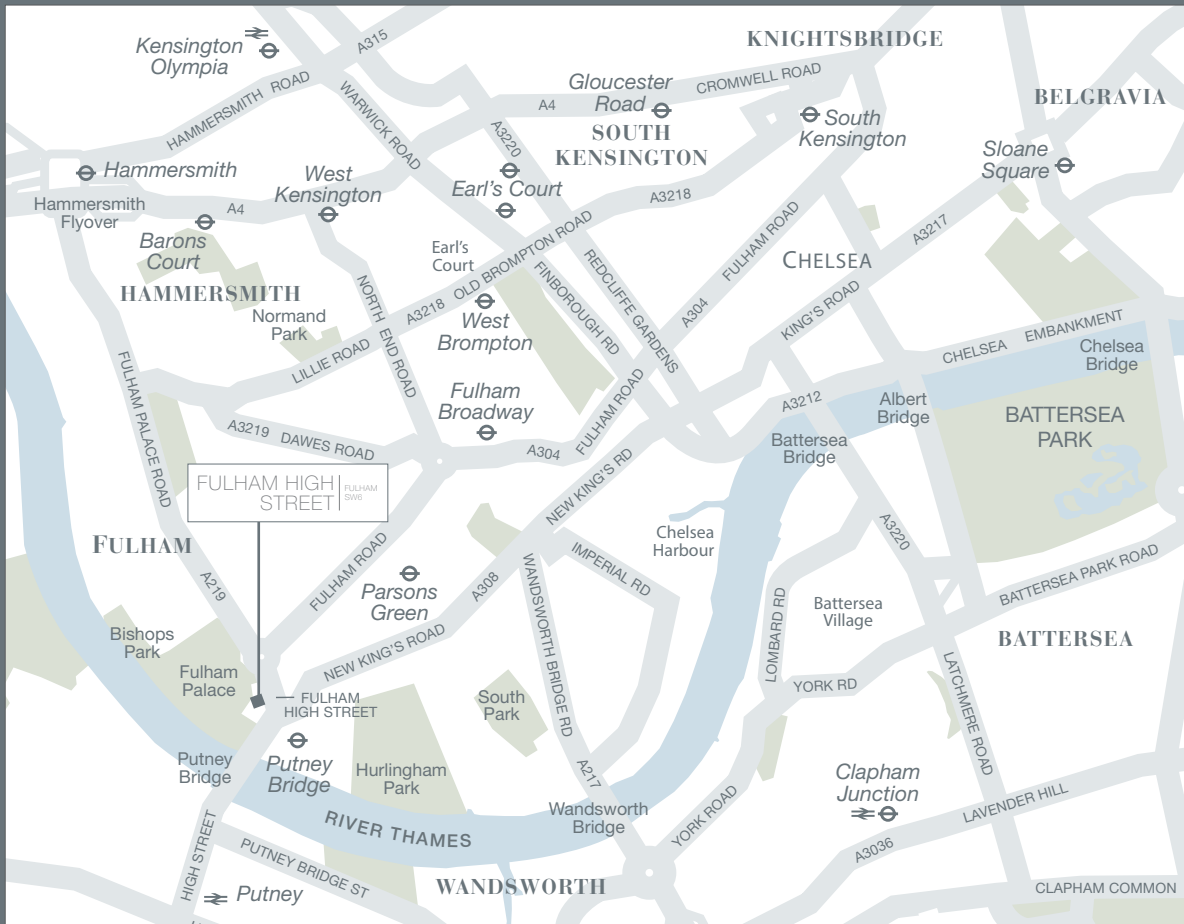 Kensington
Olympia
A315
KNIGHTSBRIDGE
HAMMERSMITH ROAD
WARWICK ROAD
Gloucester
Road
CROMWELL ROAD
A4
BELGRAVIA
A3220
SOUTH
KENSINGTON
South
Kensington
Sloane
Square
Hammersmith
West
Kensington
Earl's Court
A3218
Hammersmith
Flyover
A4
Barons
Court
Earl's
Court
OLD BROMPTON ROAD
A3218
FULHAM ROAD
A304
A3217
CHELSEA
HAMMERSMITH
Normand
Park
NORTH END ROAD
FINBOROUGH RD
REDCLIFFE GARDENS
KING'S ROAD
West
Brompton
LILLIE ROAD
CHELSEA EMBANKMENT
Chelsea
Bridge
FULHAM PALACE ROAD
Fulham
Broadway
FULHAM ROAD
A3212
Albert
Bridge
BATTERSEA
PARK
A3219 DAWES ROAD
A304
Battersea
Bridge
FULHAM HIGH
STREET
FULHAM
SW6
NEW KING'S RD
Chelsea
Harbour
A3220
FULHAM
A219
FULHAM ROAD
Parsons
Green
A308
WANDSWORTH BRIDGE RD
IMPERIAL RD
LOMBARD RD
Battersea
Village
BATTERSEA PARK ROAD
BATTERSEA
Bishops
Park
Fulham
Palace
NEW KING'S ROAD
FULHAM
HIGH STREET
South
Park
YORK RD
LATCHMERE ROAD
Putney
Bridge
Putney
Bridge
Hurlingham
Park
A217
Clapham
Junction
RIVER THAMES
Wandsworth
Bridge
YORK ROAD
LAVENDER HILL
A3036
HIGH STREET
PUTNEY BRIDGE ST
Putney
WANDSWORTH
CLAPHAM COMMON